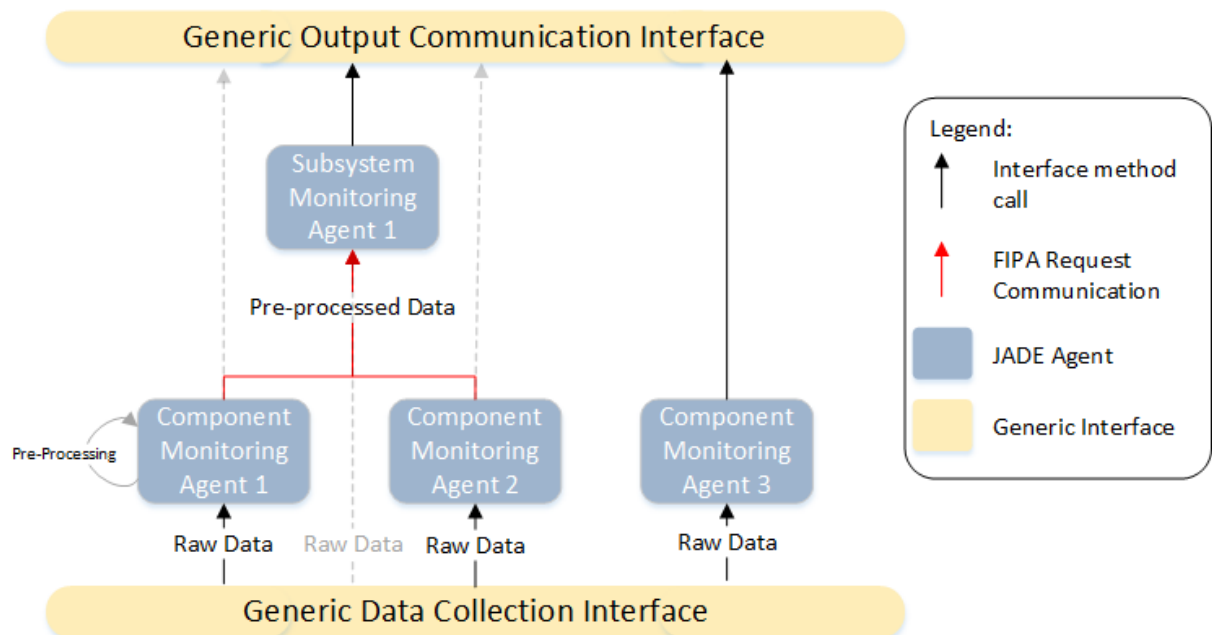 Generic Output Communication Interface
Subsystem
Monitoring
Agent 1
Pre-processed Data
Component
Monitoring
Agent 1
Pre-Processing
Component
Monitoring
Agent 2
Component
Monitoring
Agent 3
Raw Data
Raw Data
Raw Data
Raw Data
Generic Data Collection Interface
Legend:
Interface method
call
FIPA Request
Communication
JADE Agent
Generic Interface